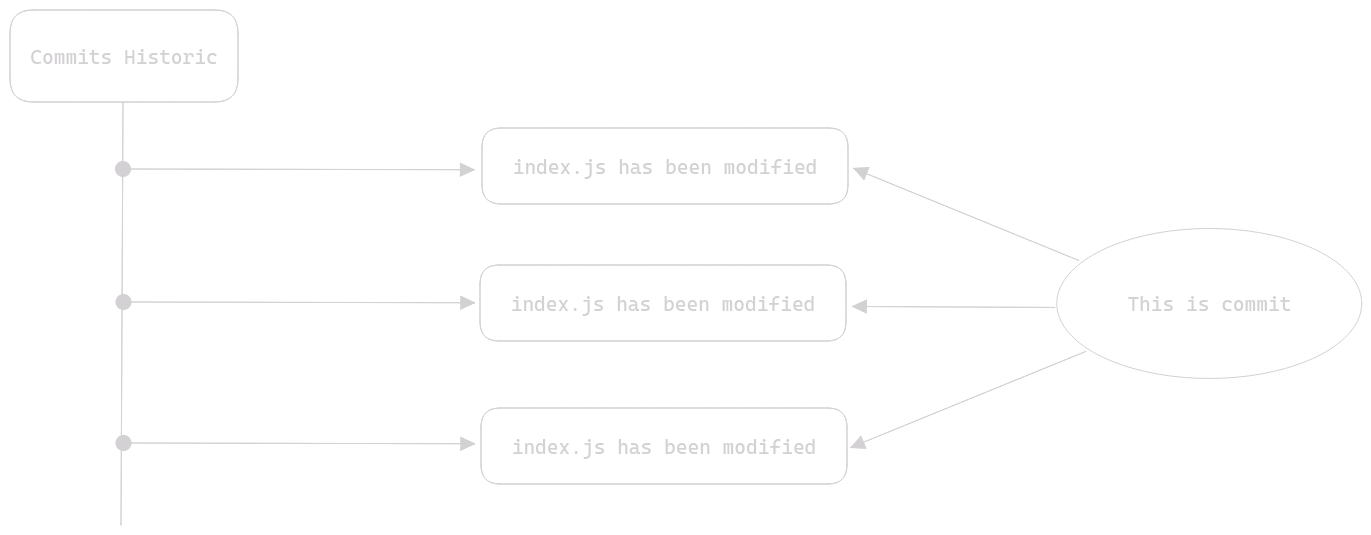 Commits Historic
index.js has been modified
index.js has been modified
This is commit
index.js has been modified